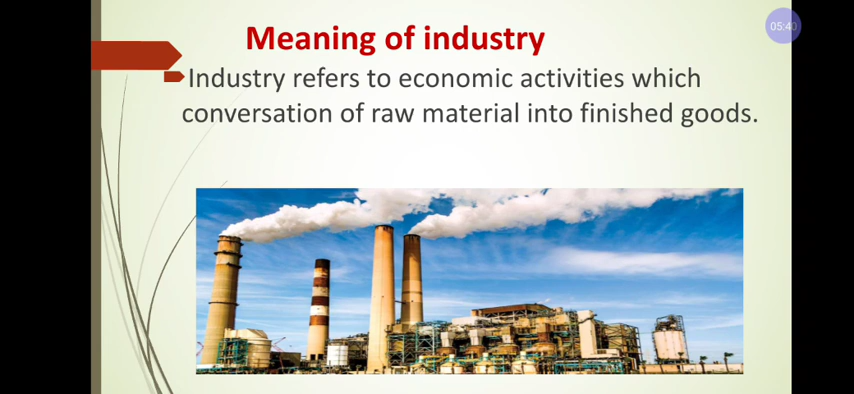 Meaning of industry
05:40
Industry refers to economic activities which
conversation of raw material into finished goods.